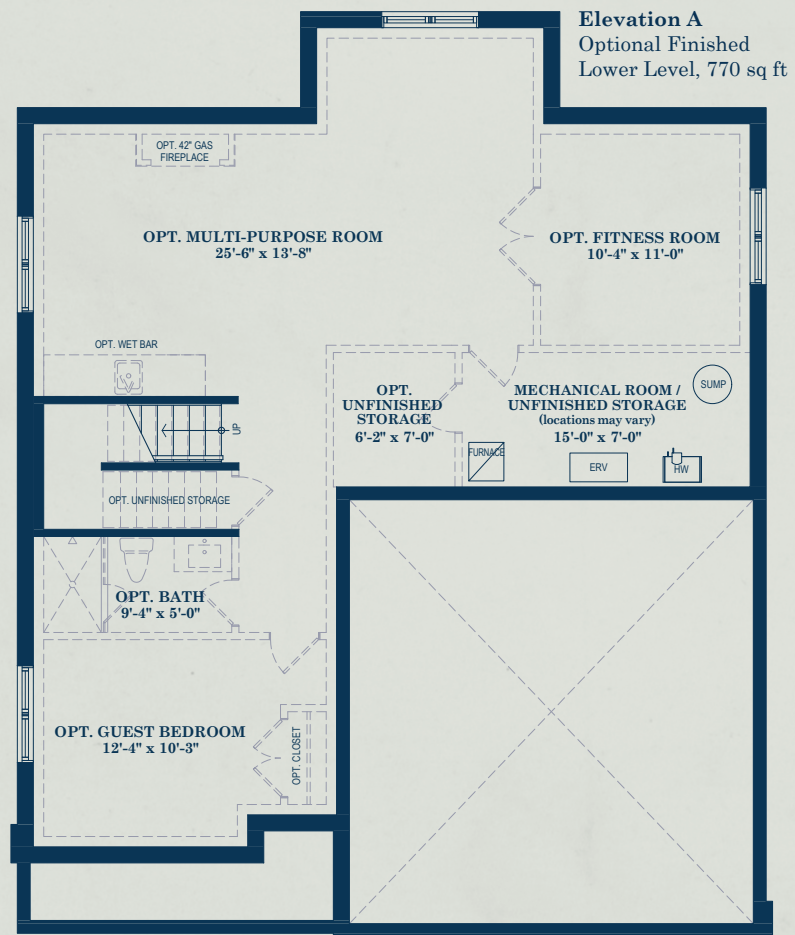 Elevation A
Optional Finished
Lower Level, 770 sq ft
OPT. 42" GAS
FIREPLACE
OPT. MULTI-PURPOSE ROOM
25'-6" x 13'-8"
OPT. FITNESS ROOM
10'-4" x 11'-0"
OPT. WET BAR
OPT.
UNFINISHED
STORAGE
6'-2" x 7'-0"
MECHANICAL ROOM /
UNFINISHED STORAGE
(locations may vary)
15'-0" x 7'-0"
SUMP
FURNACE
ERV
HW
UP
OPT. UNFINISHED STORAGE
OPT. BATH
9'-4" x 5'-0"
OPT. GUEST BEDROOM
12'-4" x 10'-3"
OPT. CLOSET